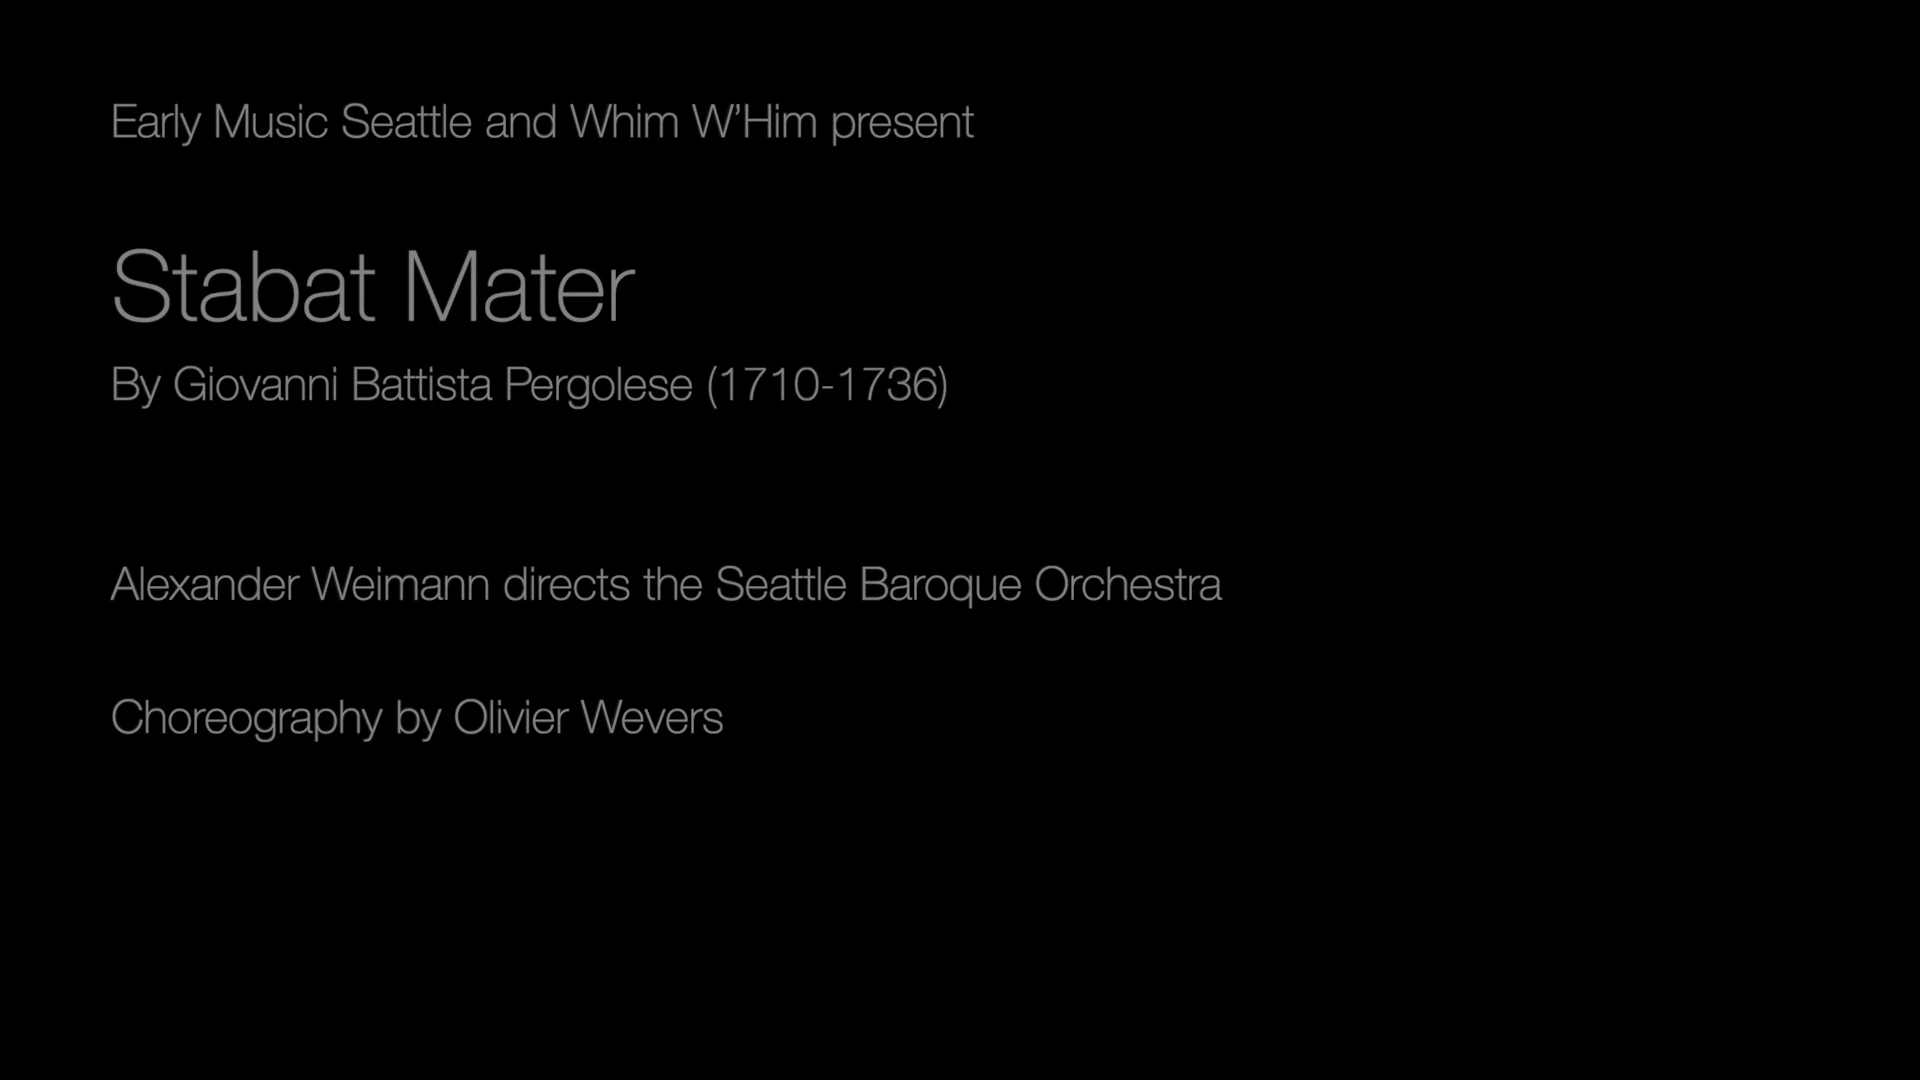 Early Music Seattle and Whim W’Him present
Stabat Mater
By Giovanni Battista Pergolese (1710-1736)
Alexander Weimann directs the Seattle Baroque Orchestra
Choreography by Olivier Wevers